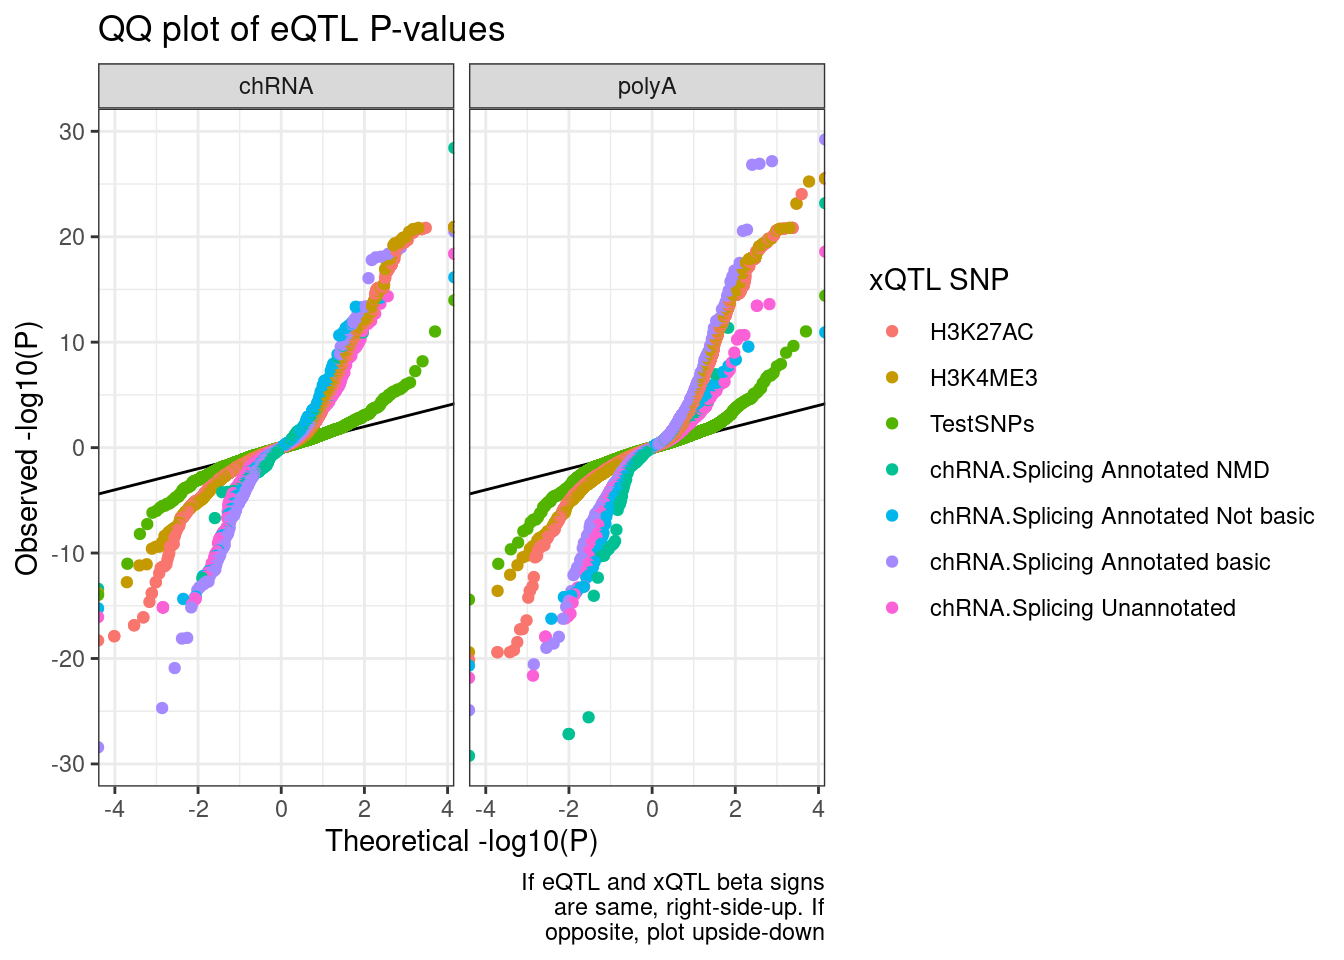 QQ plot of eQTL P-values
chRNA
polyA
30
20
10
0
-10
-20
-30
Observed -log10(P)
-4 -2 0 2 4
-4 -2 0 2 4
Theoretical -log10(P)
xQTL SNP
H3K27AC
H3K4ME3
TestSNPs
chRNA.Splicing Annotated NMD
chRNA.Splicing Annotated Not basic
chRNA.Splicing Annotated basic
chRNA.Splicing Unannotated
If eQTL and xQTL beta signs
are same, right-side-up. If
opposite, plot upside-down